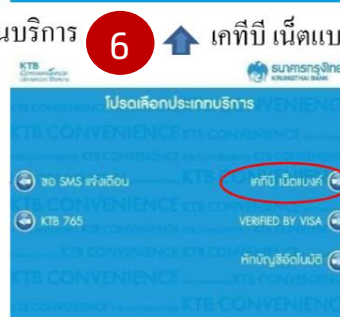 นบริการ 6 เคทีบี เน็ตแบ
KTB
Convenience
ธนาคารกรุงไทย
KRUNGTHAI BANK
โปรดเลือกประเภทบริการ
ขอ SMS แจ้งเตือน
เคทีบี เน็ตแบงค์
KTB 765
VERIFIED BY VISA
หักบัญชีอัตโนมัติ